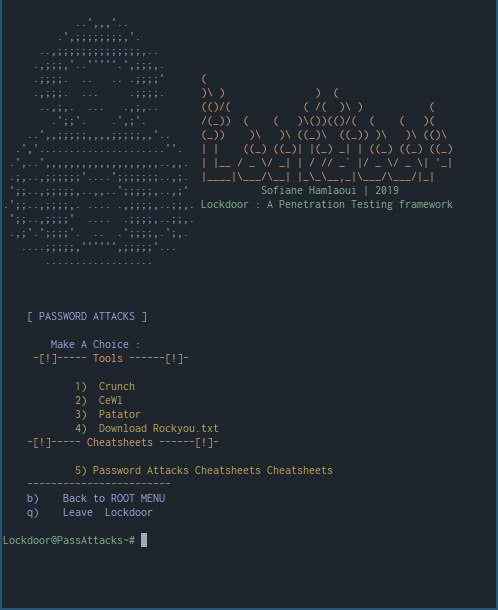 Sofiane Hamlaoui | 2019
Lockdoor : A Penetration Testing framework
[ PASSWORD ATTACKS ]
Make A Choice :
-[!]----- Tools ------[!]-
1) Crunch
2) CeWl
3) Patator
4) Download Rockyou.txt
-[!]----- Cheatsheets ------[!]-
5) Password Attacks Cheatsheets Cheatsheets
------------------------
b) Back to ROOT MENU
q) Leave Lockdoor
Lockdoor@PassAttacks~#